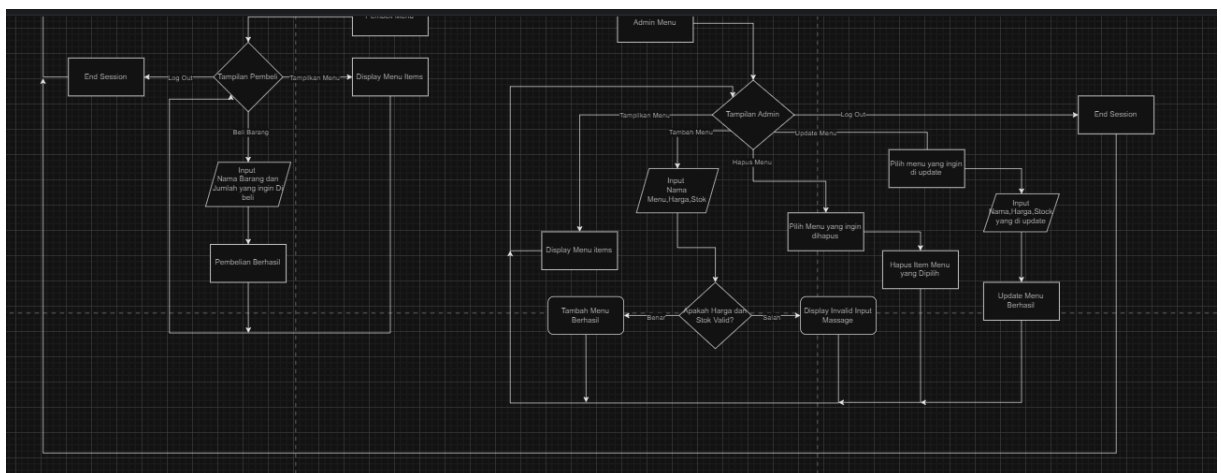 Pembeli Menu
Admin Menu
End Session
Log Out
Tampilan Pembeli
Tampilkan Menu
Display Menu Items
Beli Barang
Input
Nama Barang dan
Jumlah yang ingin Di
beli
Pembelian Berhasil
Tampilan Admin
Log Out
End Session
Tampilkan Menu
Tambah Menu
Update Menu
Hapus Menu
Input
Nama
Menu,Harga,Stok
Pilih menu yang ingin
di update
Input
Nama,Harga,Stock
yang di update
Pilih Menu yang ingin
dihapus
Display Menu items
Hapus Item Menu
yang Dipilih
Update Menu
Berhasil
Tambah Menu
Berhasil
Benar
Apakah Harga dan
Stok Valid?
Salah
Display Invalid Input
Massage